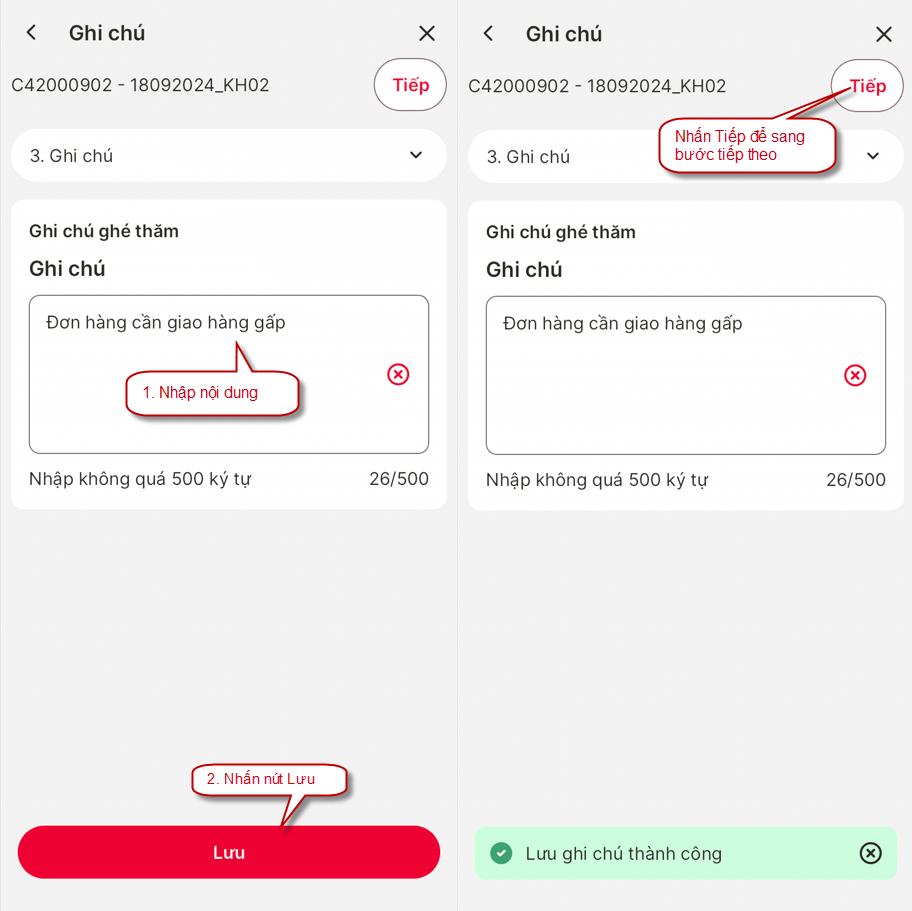 Ghi chú
C42000902 - 18092024_KH02
Tiếp
3. Ghi chú
Ghi chú ghé thăm
Ghi chú
Đơn hàng cần giao hàng gấp
1. Nhập nội dung
Nhập không quá 500 ký tự
26/500
2. Nhấn nút Lưu
Lưu
Ghi chú
C42000902 - 18092024_KH02
Tiếp
Nhấn Tiếp để sang
bước tiếp theo
3. Ghi chú
Ghi chú ghé thăm
Ghi chú
Đơn hàng cần giao hàng gấp
Nhập không quá 500 ký tự
26/500
Lưu ghi chú thành công